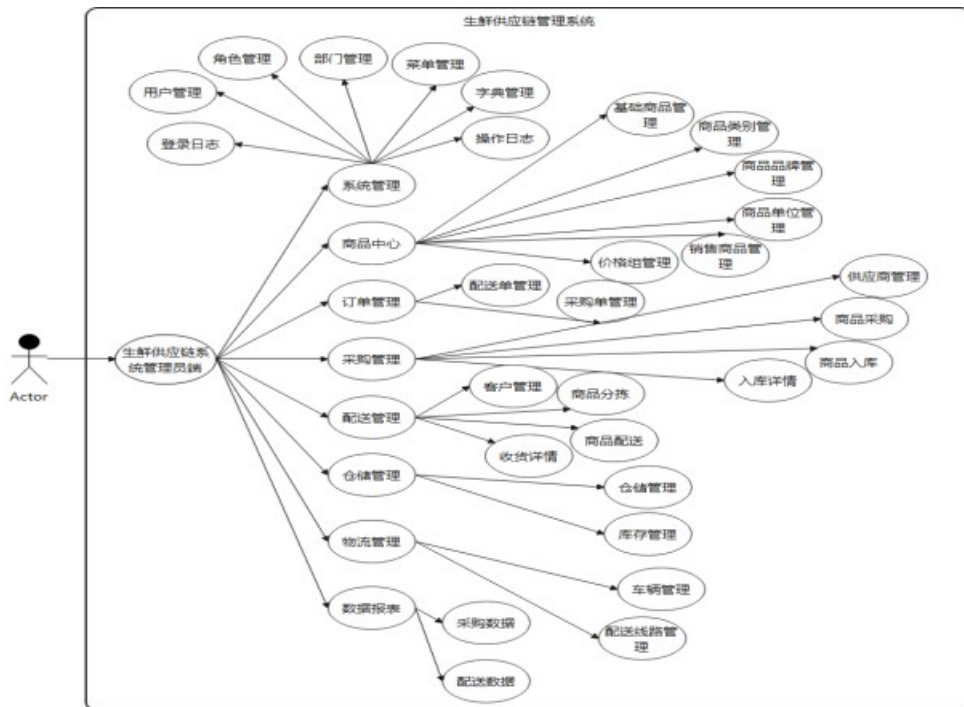 生鲜供应链管理系统
角色管理
部门管理
菜单管理
用户管理
字典管理
登录日志
操作日志
基础商品管
理
商品类别管
理
商品品牌管
理
系统管理
商品单位管
理
商品中心
价格组管理
销售商品管
理
配送单管理
供应商管理
订单管理
采购单管理
商品采购
生鲜供应链系
统管理员端
采购管理
商品入库
入库详情
Actor
客户管理
商品分拣
配送管理
商品配送
收货详情
仓储管理
仓储管理
库存管理
物流管理
车辆管理
数据报表
采购数据
配送线路管
理
配送数据